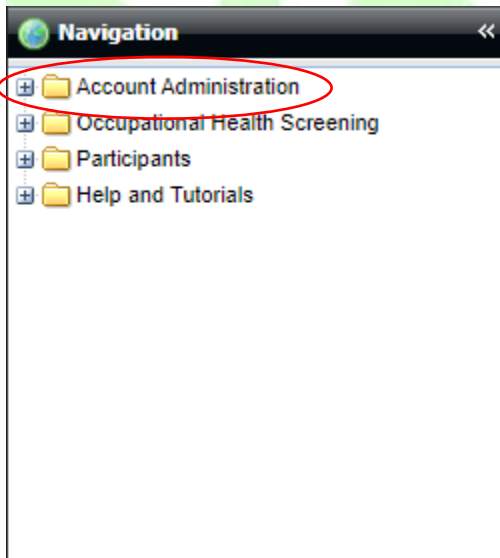 Navigation «
Account Administration
Occupational Health Screening
Participants
Help and Tutorials